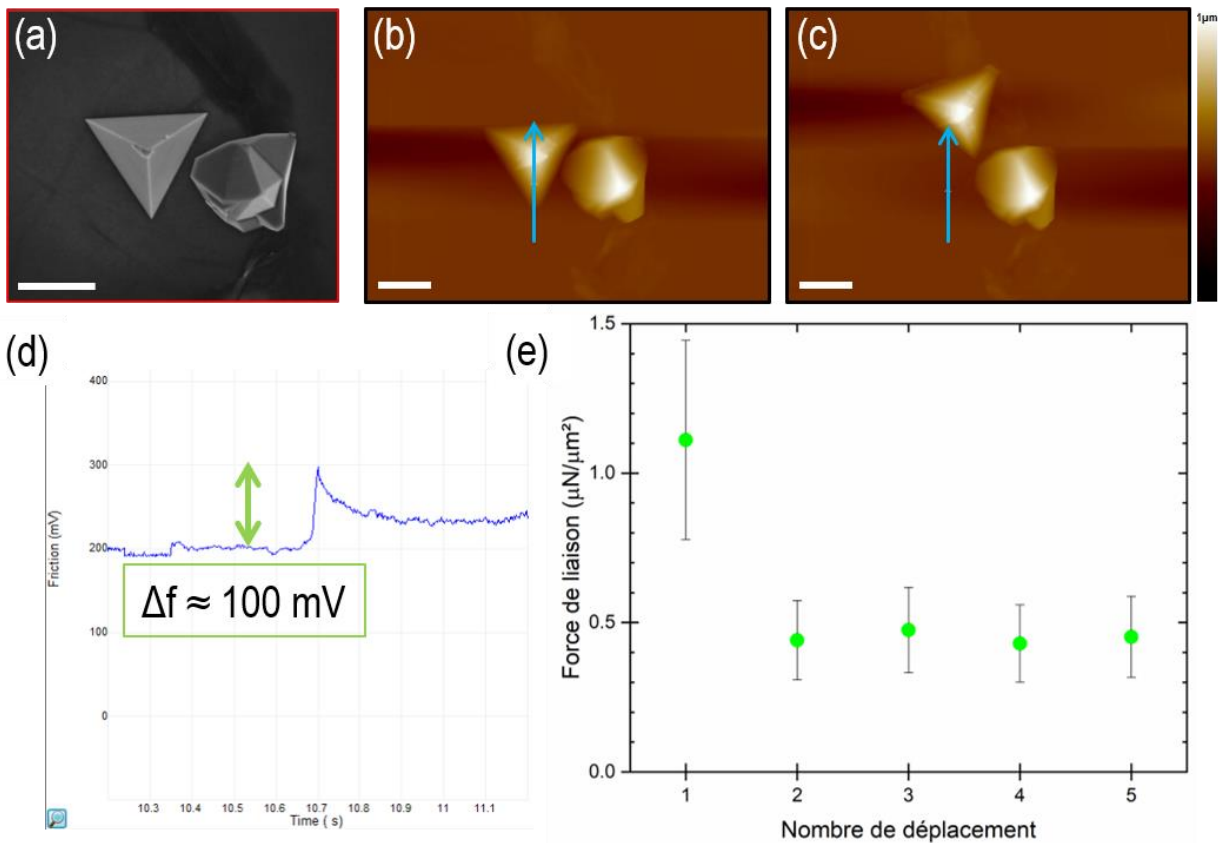 (a)
(b)
(c)
1µm
(d)
400
300
200
100
0
Friction (mV)
Δf ≈ 100 mV
10.3 10.4 10.5 10.6 10.7 10.8 10.9 11.0 11.1
Time ( s)
(e)
1.5
1.0
0.5
0.0
Force de liaison (µN/µm²)
1 2 3 4 5
Nombre de déplacement